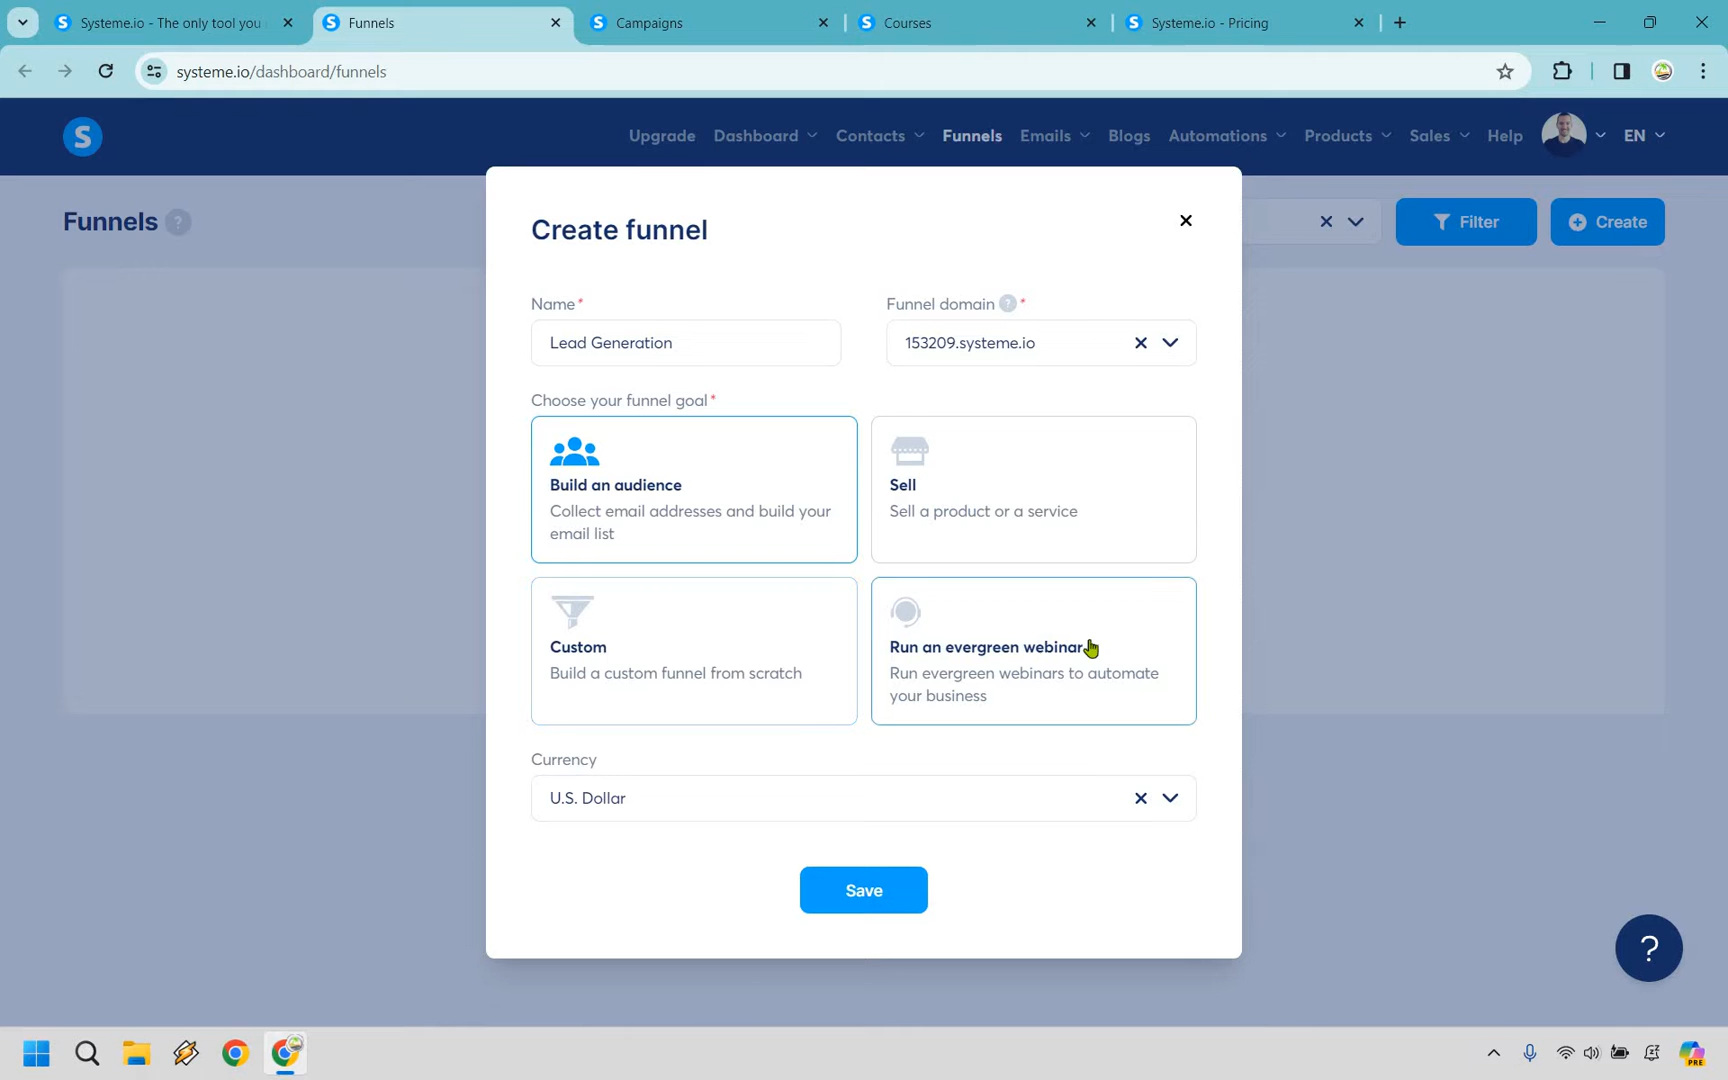 Systeme.io - The only tool you
Funnels
Campaigns
Courses
Systeme.io - Pricing
systeme.io/dashboard/funnels
S
Upgrade Dashboard Contacts Funnels Emails Blogs Automations Products Sales Help EN
Funnels ?
Filter
Create
Create funnel
Name*
Funnel domain ? *
Lead Generation
153209.systeme.io
Choose your funnel goal*
Build an audience
Collect email addresses and build your
email list
Sell
Sell a product or a service
Custom
Build a custom funnel from scratch
Run an evergreen webinar
Run evergreen webinars to automate
your business
Currency
U.S. Dollar
Save
?
PRE